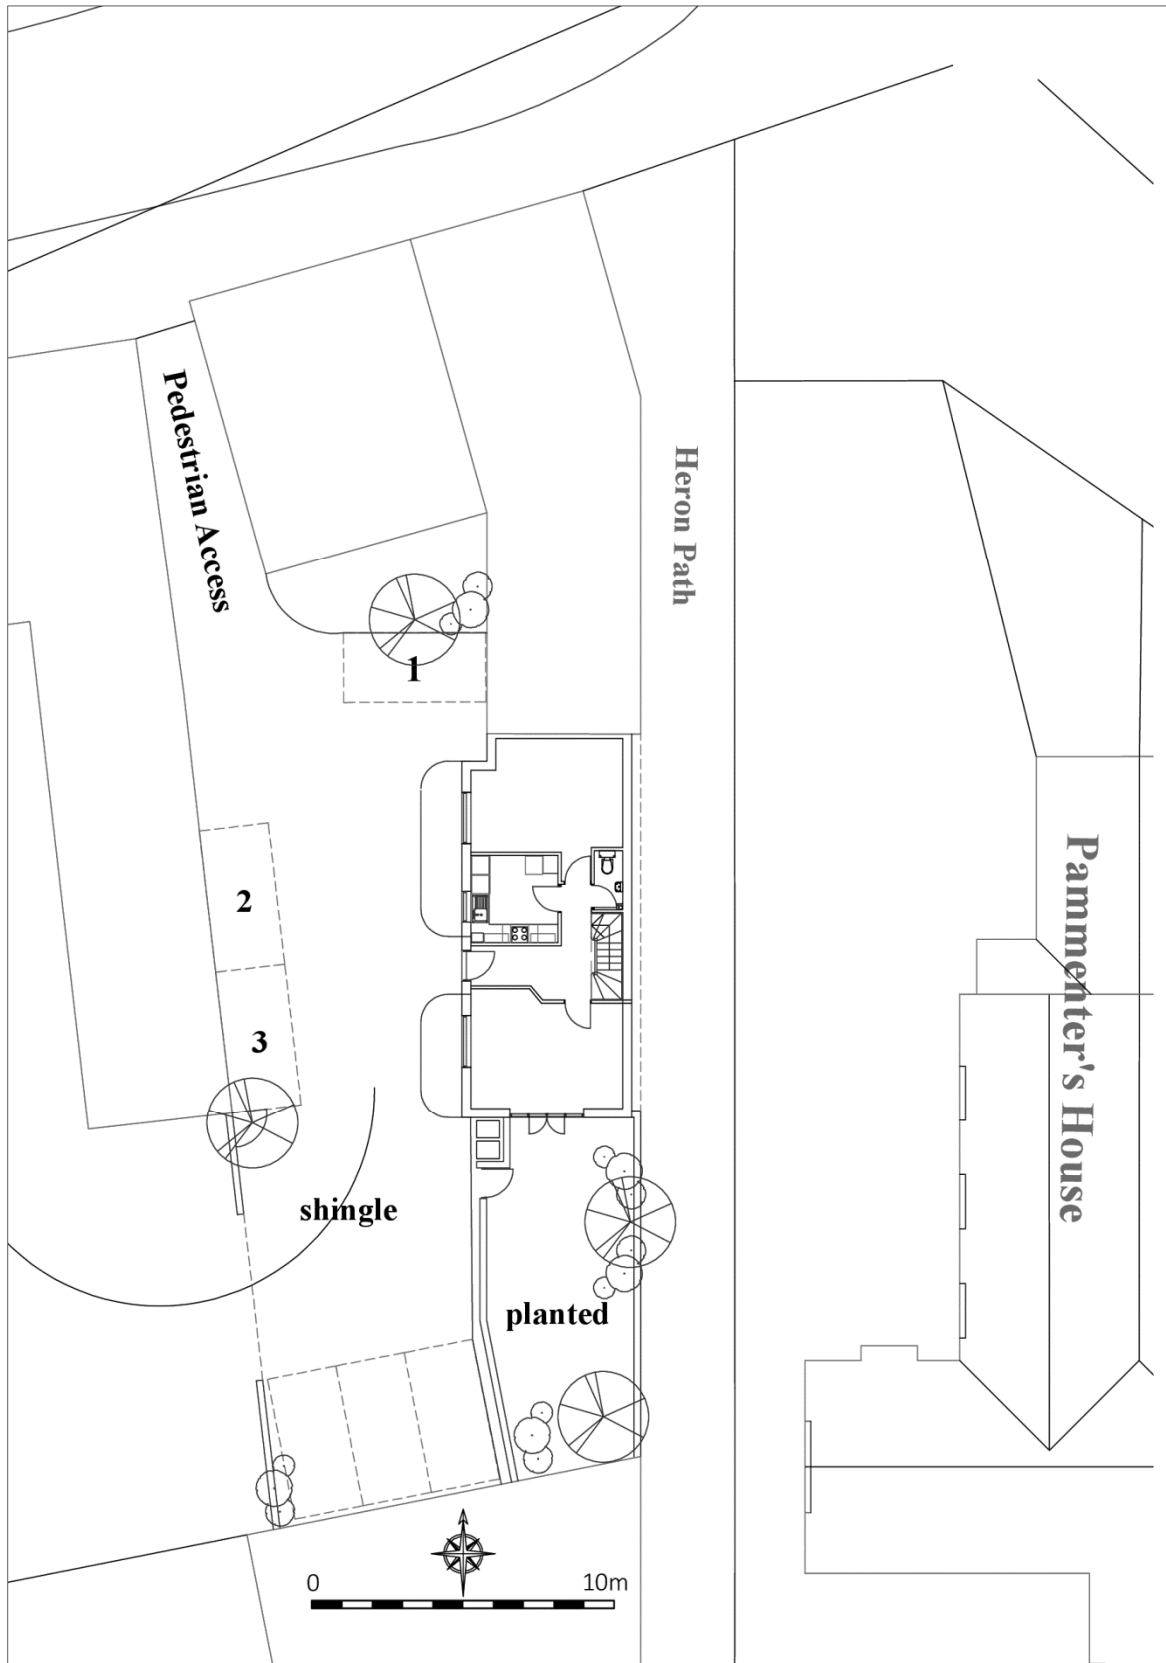 Pedestrian Access
Heron Path
1
2
3
Pammenter's House
shingle
planted
0 10m